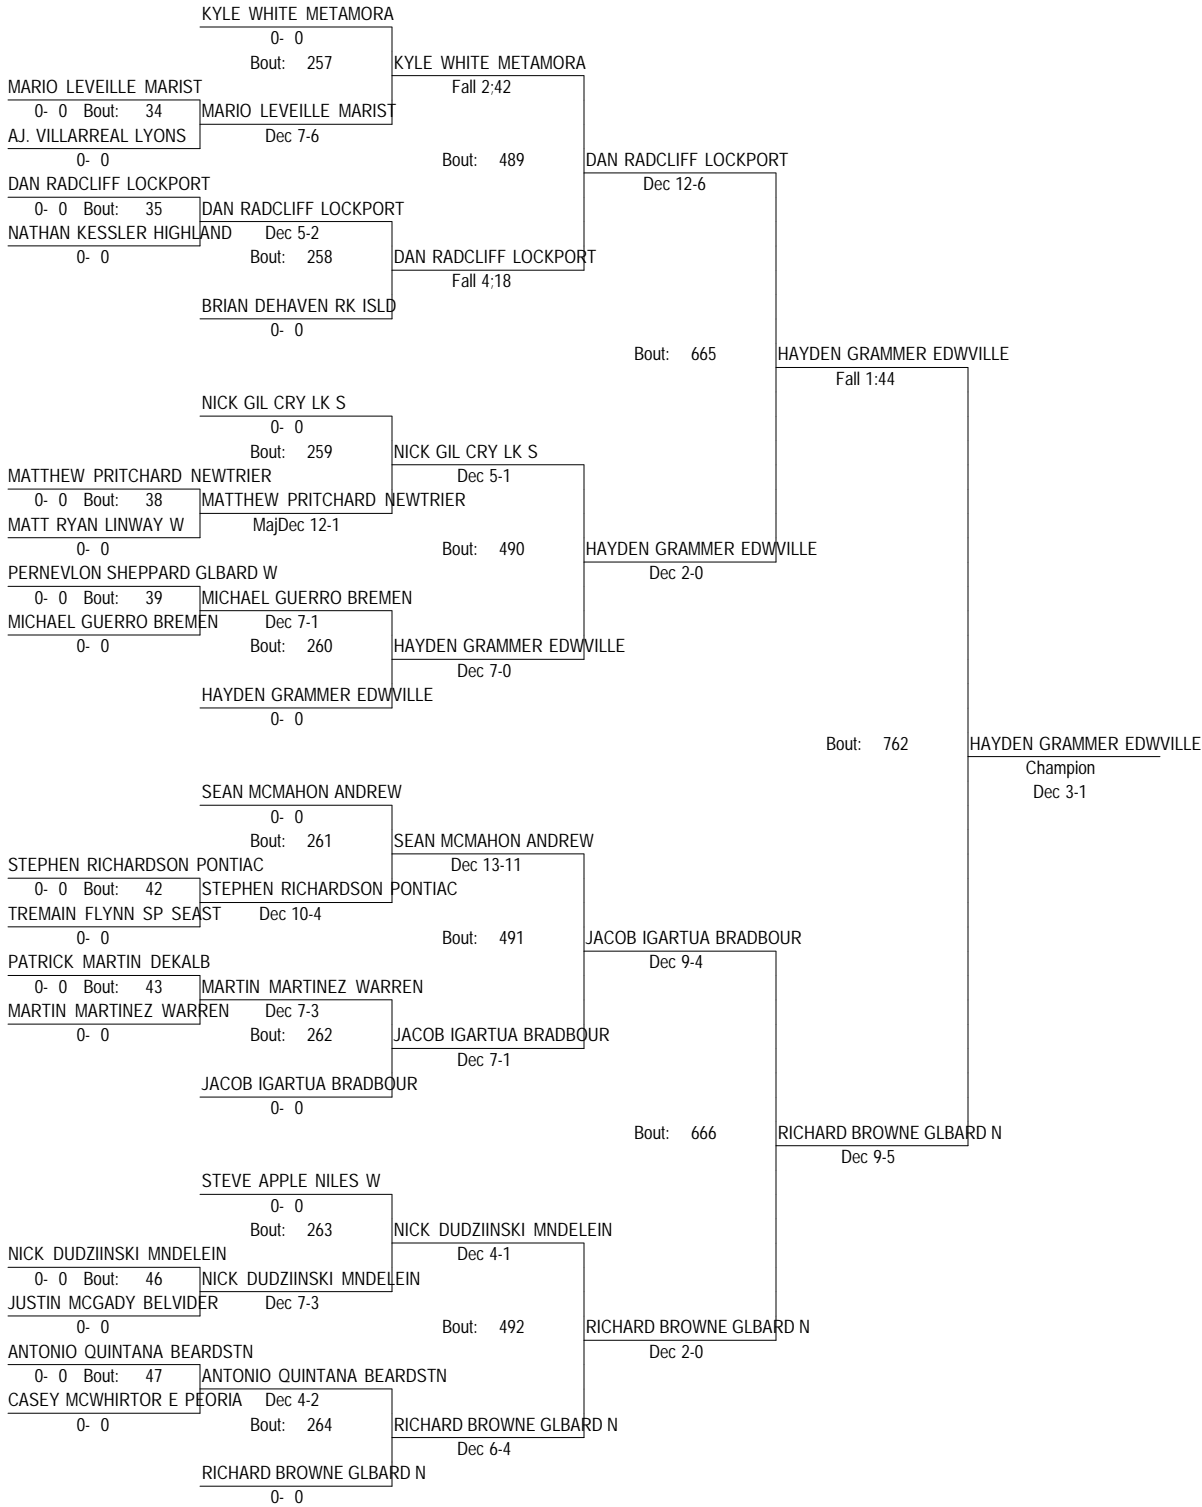 KYLE WHITE METAMORA
0- 0
Bout: 257 KYLE WHITE METAMORA
MARIO LEVEILLE MARIST Fall 2;42
0- 0 Bout: 34 MARIO LEVEILLE MARIST
AJ. VILLARREAL LYONS Dec 7-6
0- 0 Bout: 489 DAN RADCLIFF LOCKPORT
DAN RADCLIFF LOCKPORT Dec 12-6
0- 0 Bout: 35 DAN RADCLIFF LOCKPORT
NATHAN KESSLER HIGHLAND Dec 5-2
0- 0 Bout: 258 DAN RADCLIFF LOCKPORT
Fall 4;18
BRIAN DEHAVEN RK ISLD
0- 0
Bout: 665 HAYDEN GRAMMER EDWVILLE
Fall 1:44
NICK GIL CRY LK S
0- 0
Bout: 259 NICK GIL CRY LK S
MATTHEW PRITCHARD NEWTRIER Dec 5-1
0- 0 Bout: 38 MATTHEW PRITCHARD NEWTRIER
MATT RYAN LINWAY W MajDec 12-1
0- 0 Bout: 490 HAYDEN GRAMMER EDWVILLE
PERNEVLON SHEPPARD GLBARD W Dec 2-0
0- 0 Bout: 39 MICHAEL GUERRO BREMEN
MICHAEL GUERRO BREMEN Dec 7-1
0- 0 Bout: 260 HAYDEN GRAMMER EDWVILLE
Dec 7-0
HAYDEN GRAMMER EDWVILLE
0- 0
Bout: 762 HAYDEN GRAMMER EDWVILLE
Champion
SEAN MCMAHON ANDREW Dec 3-1
0- 0
Bout: 261 SEAN MCMAHON ANDREW
STEPHEN RICHARDSON PONTIAC Dec 13-11
0- 0 Bout: 42 STEPHEN RICHARDSON PONTIAC
TREMAIN FLYNN SP SEAST Dec 10-4
0- 0 Bout: 491 JACOB IGARTUA BRADBOUR
PATRICK MARTIN DEKALB Dec 9-4
0- 0 Bout: 43 MARTIN MARTINEZ WARREN
MARTIN MARTINEZ WARREN Dec 7-3
0- 0 Bout: 262 JACOB IGARTUA BRADBOUR
Dec 7-1
JACOB IGARTUA BRADBOUR
0- 0
Bout: 666 RICHARD BROWNE GLBARD N
Dec 9-5
STEVE APPLE NILES W
0- 0
Bout: 263 NICK DUDZIINSKI MNDELEIN
NICK DUDZIINSKI MNDELEIN Dec 4-1
0- 0 Bout: 46 NICK DUDZIINSKI MNDELEIN
JUSTIN MCGADY BELVIDER Dec 7-3
0- 0 Bout: 492 RICHARD BROWNE GLBARD N
ANTONIO QUINTANA BEARDSTN Dec 2-0
0- 0 Bout: 47 ANTONIO QUINTANA BEARDSTN
CASEY MCWHIRTOR E PEORIA Dec 4-2
0- 0 Bout: 264 RICHARD BROWNE GLBARD N
Dec 6-4
RICHARD BROWNE GLBARD N
0- 0